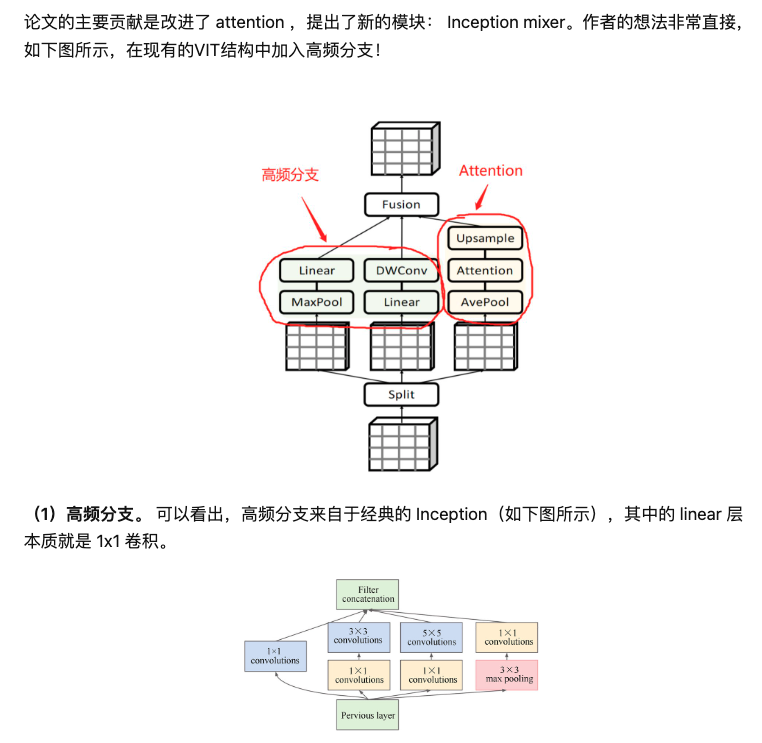 论文的主要贡献是改进了 attention ，提出了新的模块： Inception mixer。作者的想法非常直接，
如下图所示，在现有的VIT结构中加入高频分支！
高频分支
Attention
Fusion
Upsample
Linear
DWConv
Attention
MaxPool
Linear
AvePool
Split
（1）高频分支。 可以看出，高频分支来自于经典的 Inception（如下图所示），其中的 linear 层
本质就是 1x1 卷积。
Filter
concatenation
1×1
convolutions
3×3
convolutions
5×5
convolutions
1×1
convolutions
1×1
convolutions
1×1
convolutions
3×3
max pooling
Pervious layer